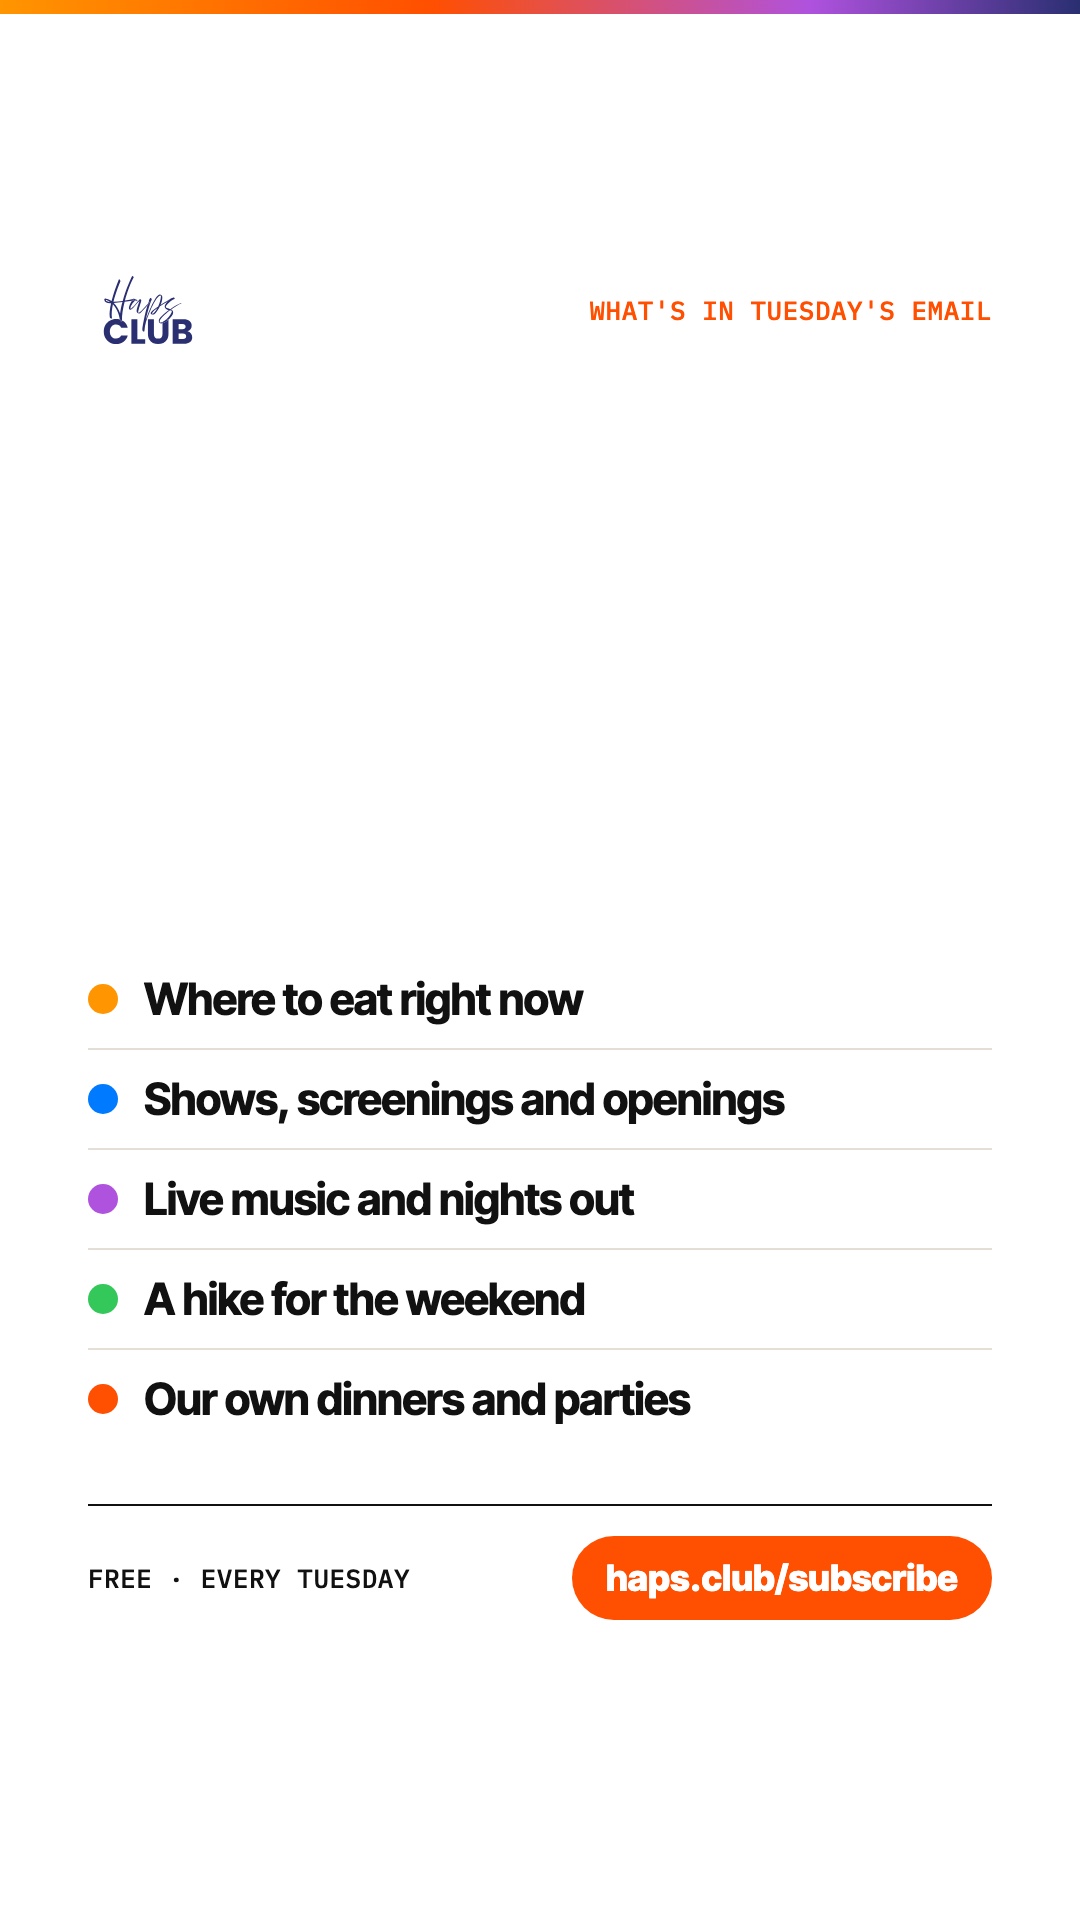 Haps
CLUB
WHAT'S IN TUESDAY'S EMAIL
Where to eat right now
Shows, screenings and openings
Live music and nights out
A hike for the weekend
Our own dinners and parties
FREE · EVERY TUESDAY
haps.club/subscribe